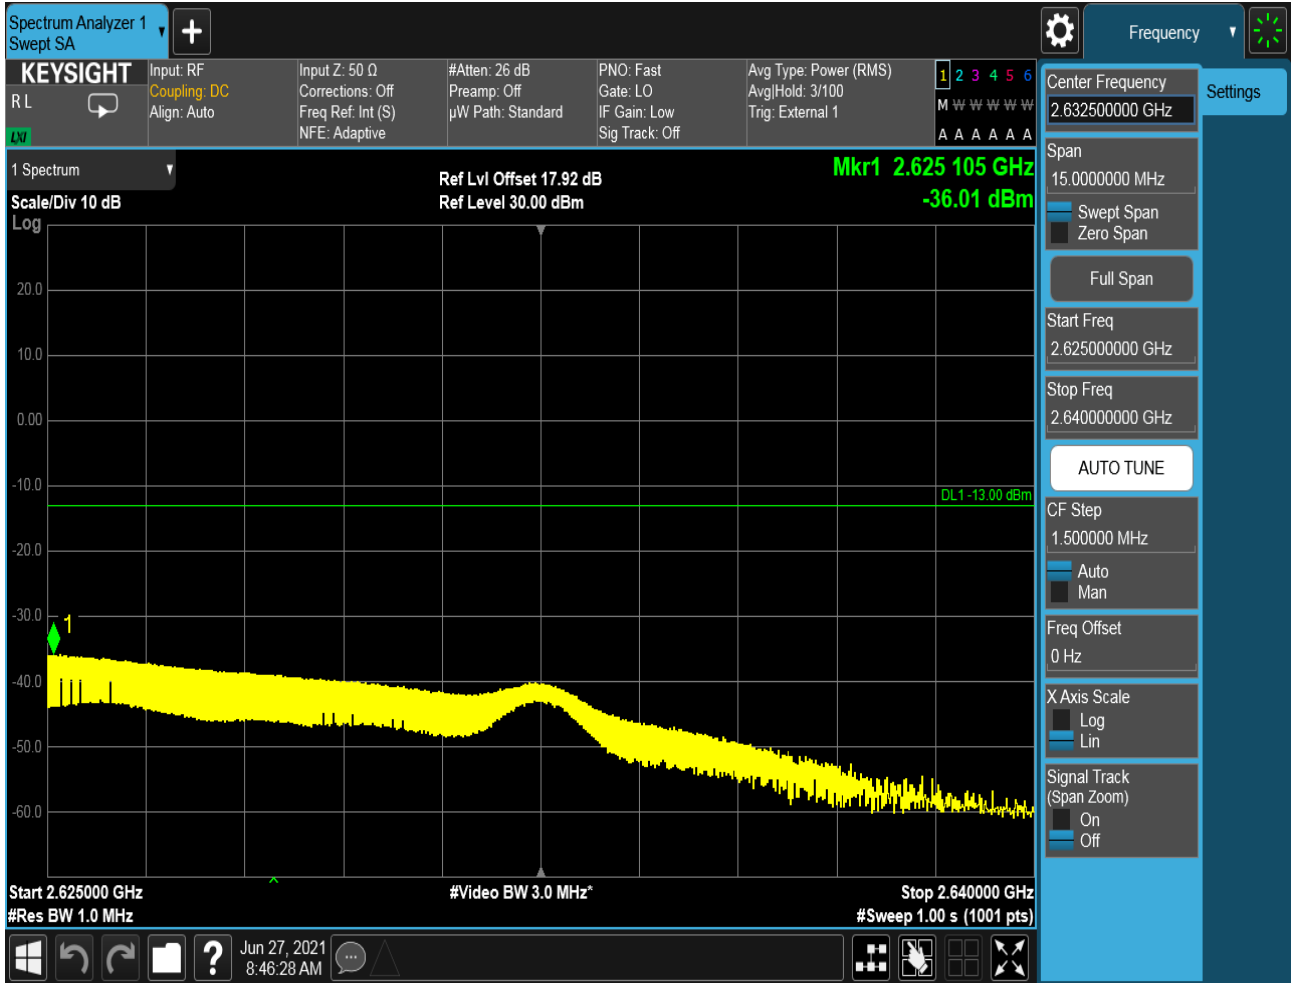 Spectrum Analyzer 1
Swept SA
Frequency
KEYSIGHT
R L
LXI
Input: RF
Coupling: DC
Align: Auto
Input Z: 50 Ω
Corrections: Off
Freq Ref: Int (S)
NFE: Adaptive
#Atten: 26 dB
Preamp: Off
µW Path: Standard
PNO: Fast
Gate: LO
IF Gain: Low
Sig Track: Off
Avg Type: Power (RMS)
Avg|Hold: 3/100
Trig: External 1
1 2 3 4 5 6
M W W W W W
A A A A A A
1 Spectrum
Scale/Div 10 dB
Log
Ref Lvl Offset 17.92 dB
Ref Level 30.00 dBm
Mkr1 2.625 105 GHz
-36.01 dBm
20.0
10.0
0.00
-10.0
DL1 -13.00 dBm
-20.0
-30.0
1
-40.0
-50.0
-60.0
Start 2.625000 GHz
#Video BW 3.0 MHz*
Stop 2.640000 GHz
#Res BW 1.0 MHz
#Sweep 1.00 s (1001 pts)
?
Jun 27, 2021
8:46:28 AM
Center Frequency
2.632500000 GHz
Settings
Span
15.0000000 MHz
Swept Span
Zero Span
Full Span
Start Freq
2.625000000 GHz
Stop Freq
2.640000000 GHz
AUTO TUNE
CF Step
1.500000 MHz
Auto
Man
Freq Offset
0 Hz
X Axis Scale
Log
Lin
Signal Track
(Span Zoom)
On
Off